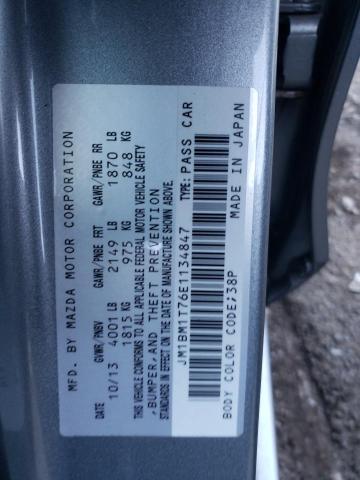 MFD. BY MAZDA MOTOR CORPORATION
DATE GVWR/PNBV GAWR/PNBE FRT GAWR/PNBE RR
10/13 4001 LB 2149 LB 1870 LB
1815 KG 975 KG 848 KG
THIS VEHICLE CONFORMS TO ALL APPLICABLE FEDERAL MOTOR VEHICLE SAFETY
,BUMPER,AND THEFT PREVENTION
STANDARDS IN EFFECT ON THE DATE OF MANUFACTURE SHOWN ABOVE.
JM1BM1T76E1134847 TYPE: PASS CAR
BODY COLOR CODE;38P MADE IN JAPAN